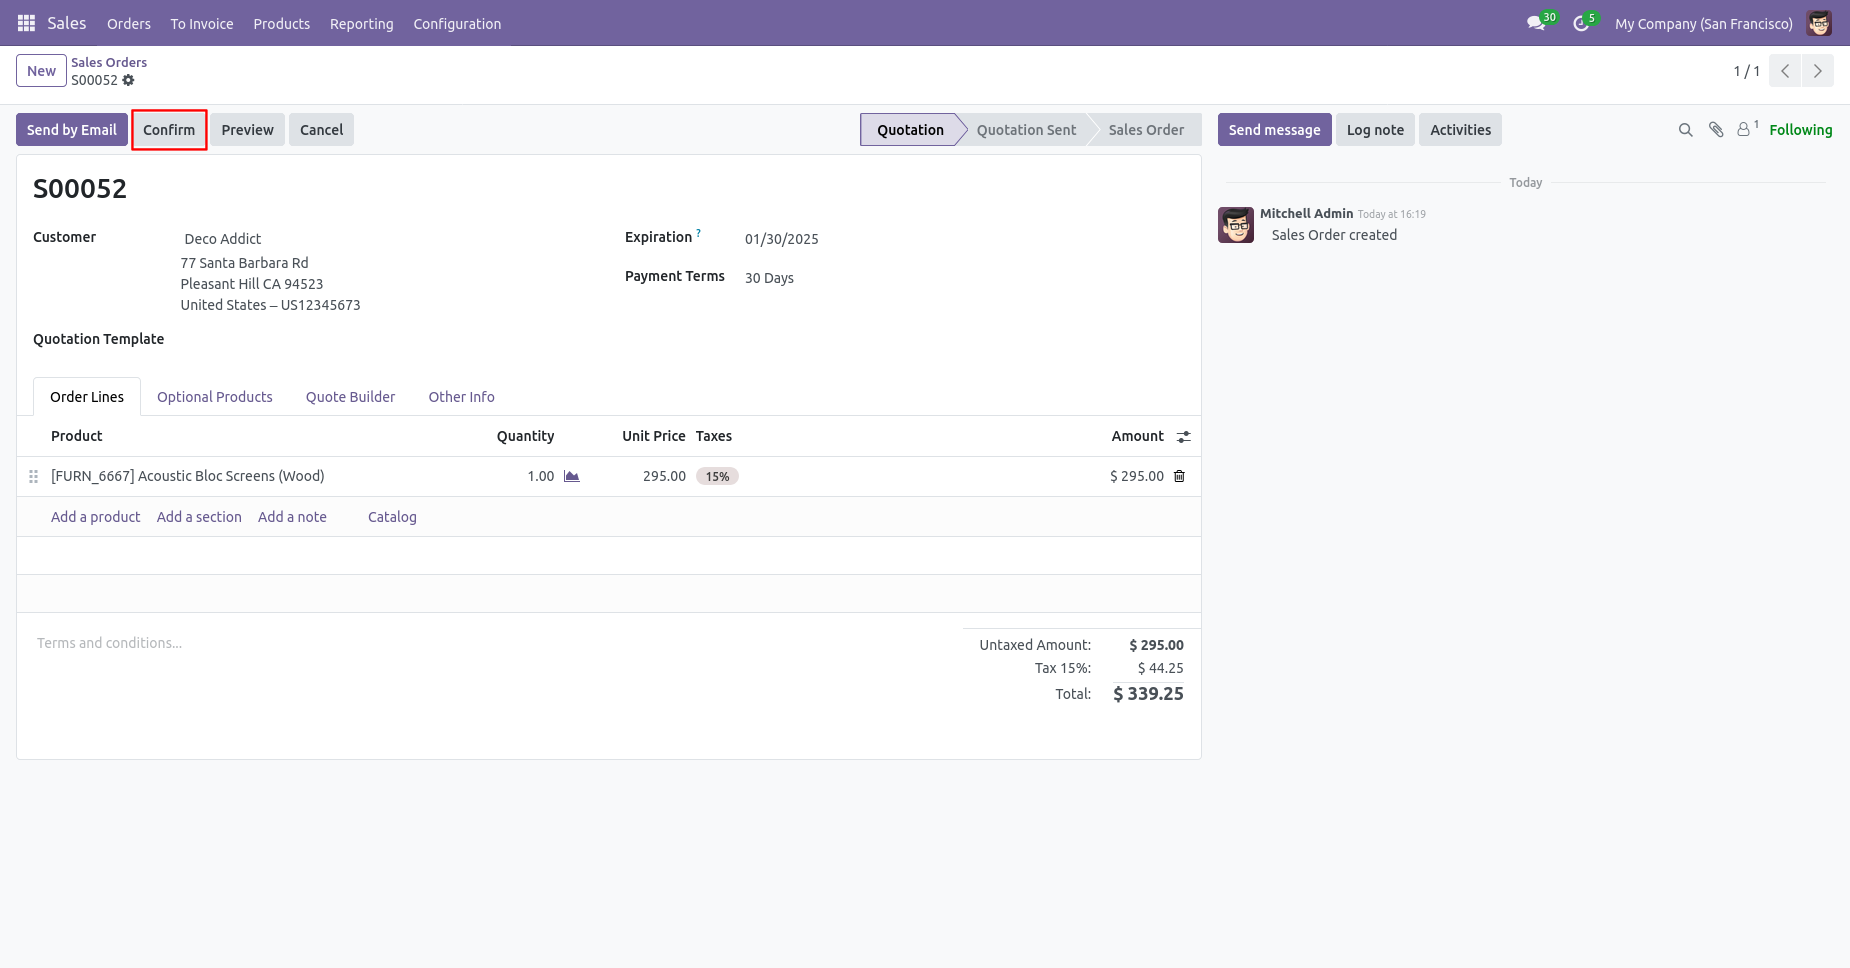 Sales Orders To Invoice Products Reporting Configuration 30 5 My Company (San Francisco)
New Sales Orders
S00052 1 / 1
Send by Email Confirm Preview Cancel Quotation Quotation Sent Sales Order Send message Log note Activities 1 Following
S00052
Today
Mitchell Admin Today at 16:19
Sales Order created
Customer Deco Addict Expiration ? 01/30/2025
77 Santa Barbara Rd
Pleasant Hill CA 94523 Payment Terms 30 Days
United States – US12345673
Quotation Template
Order Lines Optional Products Quote Builder Other Info
Product Quantity Unit Price Taxes Amount
[FURN_6667] Acoustic Bloc Screens (Wood) 1.00 295.00 15% $ 295.00
Add a product Add a section Add a note Catalog
Terms and conditions... Untaxed Amount: $ 295.00
Tax 15%: $ 44.25
Total: $ 339.25